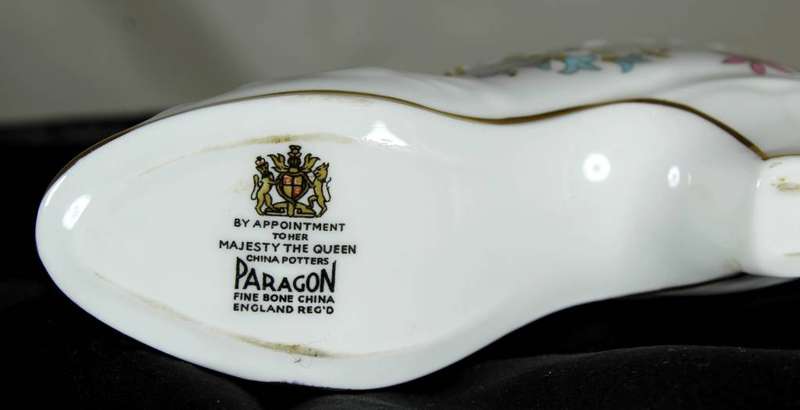 BY APPOINTMENT
TO HER
MAJESTY THE QUEEN
CHINA POTTERS
PARAGON
FINE BONE CHINA
ENGLAND REG'D